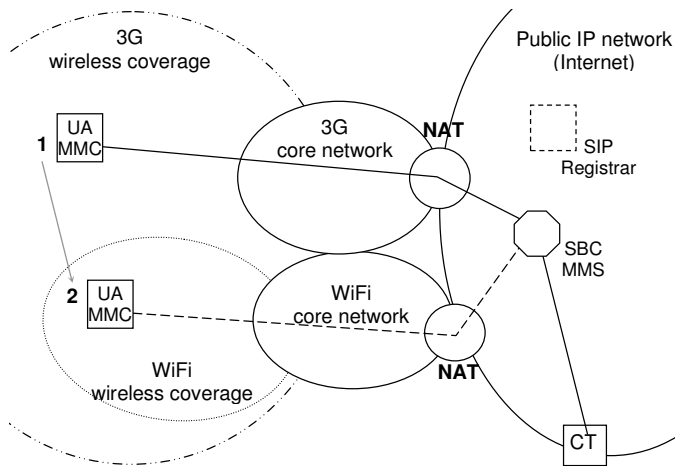 3G
wireless coverage
Public IP network
(Internet)
NAT
3G
core network
1
UA
MMC
SIP
Registrar
SBC
MMS
2
UA
MMC
WiFi
core network
WiFi
wireless coverage
NAT
CT